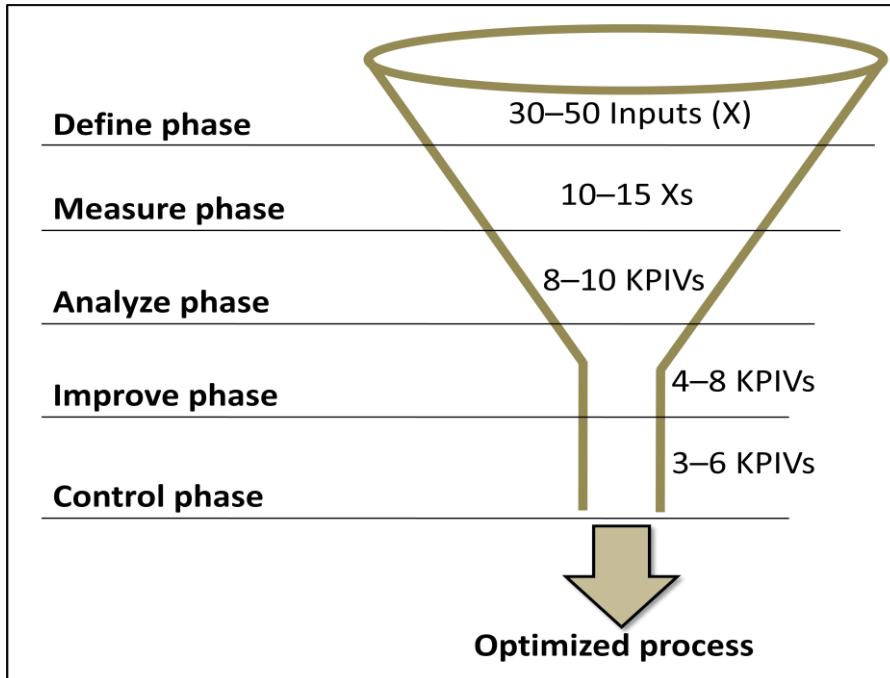 30–50 Inputs (X)
Define phase
10–15 Xs
Measure phase
8–10 KPIVs
Analyze phase
4–8 KPIVs
Improve phase
3–6 KPIVs
Control phase
Optimized process